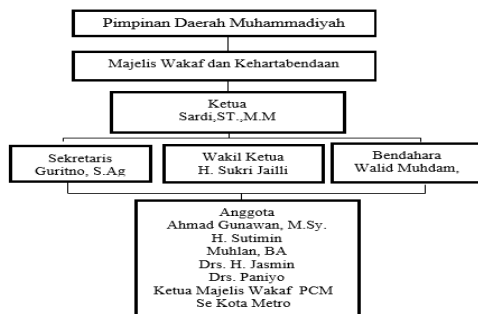 Pimpinan Daerah Muhammadiyah
Majelis Wakaf dan Kehartabendaan
Ketua
Sardi,ST.,M.M
Sekretaris
Guritno, S.Ag
Wakil Ketua
H. Sukri Jailli
Bendahara
Walid Muhdam,
Anggota
Ahmad Gunawan, M.Sy.
H. Sutimin
Muhlan, BA
Drs. H. Jasmin
Drs. Paniyo
Ketua Majelis Wakaf PCM
Se Kota Metro